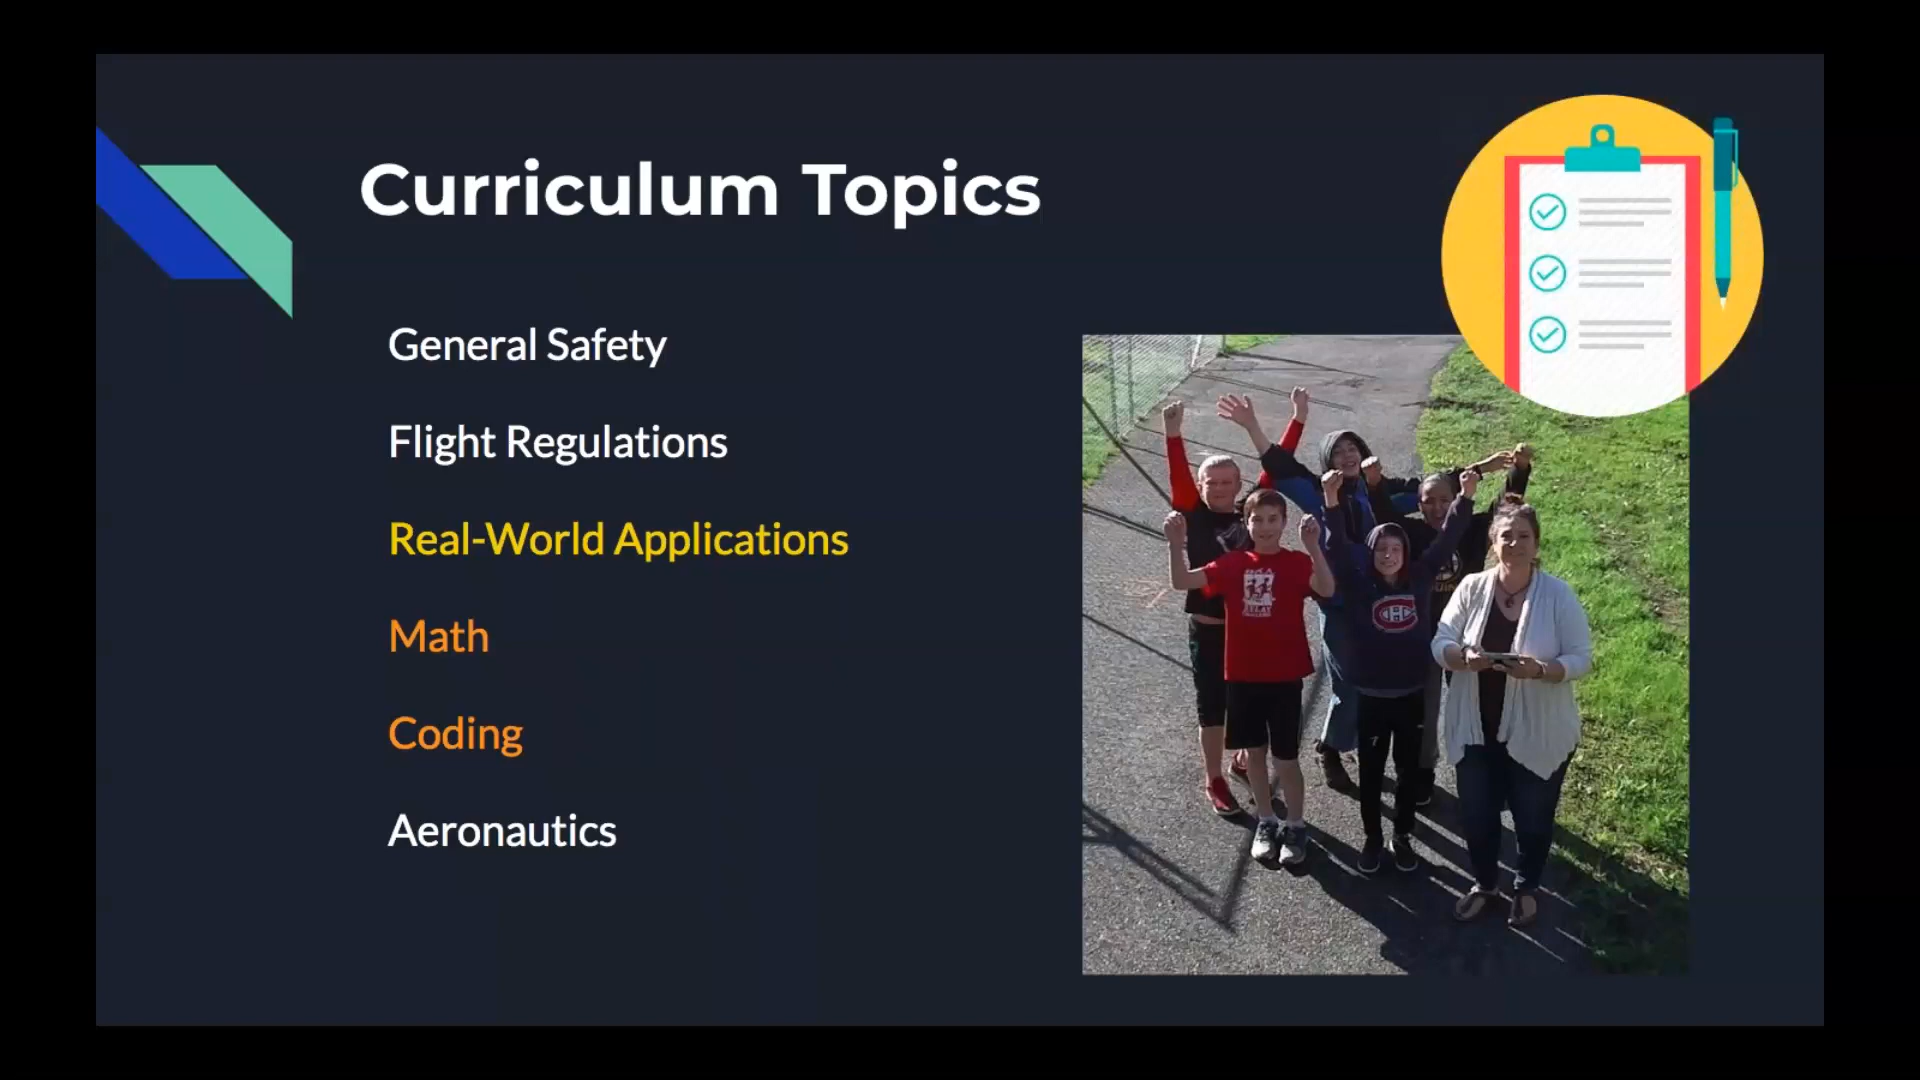 Curriculum Topics
General Safety
Flight Regulations
Real-World Applications
Math
Coding
Aeronautics